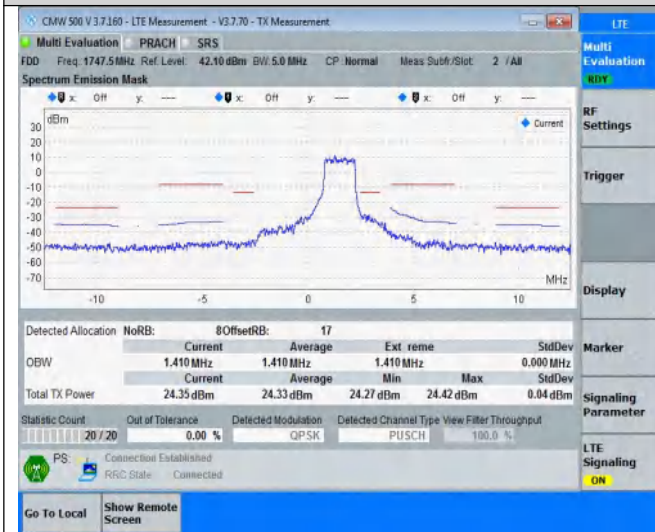 CMW 500 V 3.7.160 - LTE Measurement - V3.7.70 - TX Measurement
LTE
Multi Evaluation PRACH SRS
Multi Evaluation
RDY
FDD Freq: 1747.5 MHz Ref. Level: 42.10 dBm BW: 5.0 MHz CP: Normal Meas Subfr./Slot: 2 / All
Spectrum Emission Mask
x: Off y: --- x: Off y: --- x: Off y: ---
RF Settings
dBm
Current
30
20
10
0
-10
-20
-30
-40
-50
-60
-70
MHz
-10 -5 0 5 10
Trigger
Display
Detected Allocation NoRB: 8 OffsetRB: 17
Current Average Ext reme StdDev
OBW 1.410 MHz 1.410 MHz 1.410 MHz 0.000 MHz
Current Average Min Max StdDev
Total TX Power 24.35 dBm 24.33 dBm 24.27 dBm 24.42 dBm 0.04 dBm
Marker
Signaling Parameter
Statistic Count Out of Tolerance Detected Modulation Detected Channel Type View Filter Throughput
20 / 20 0.00 % QPSK PUSCH 100.0 %
PS: Connection Established
RRC State: Connected
LTE Signaling
ON
Go To Local
Show Remote Screen